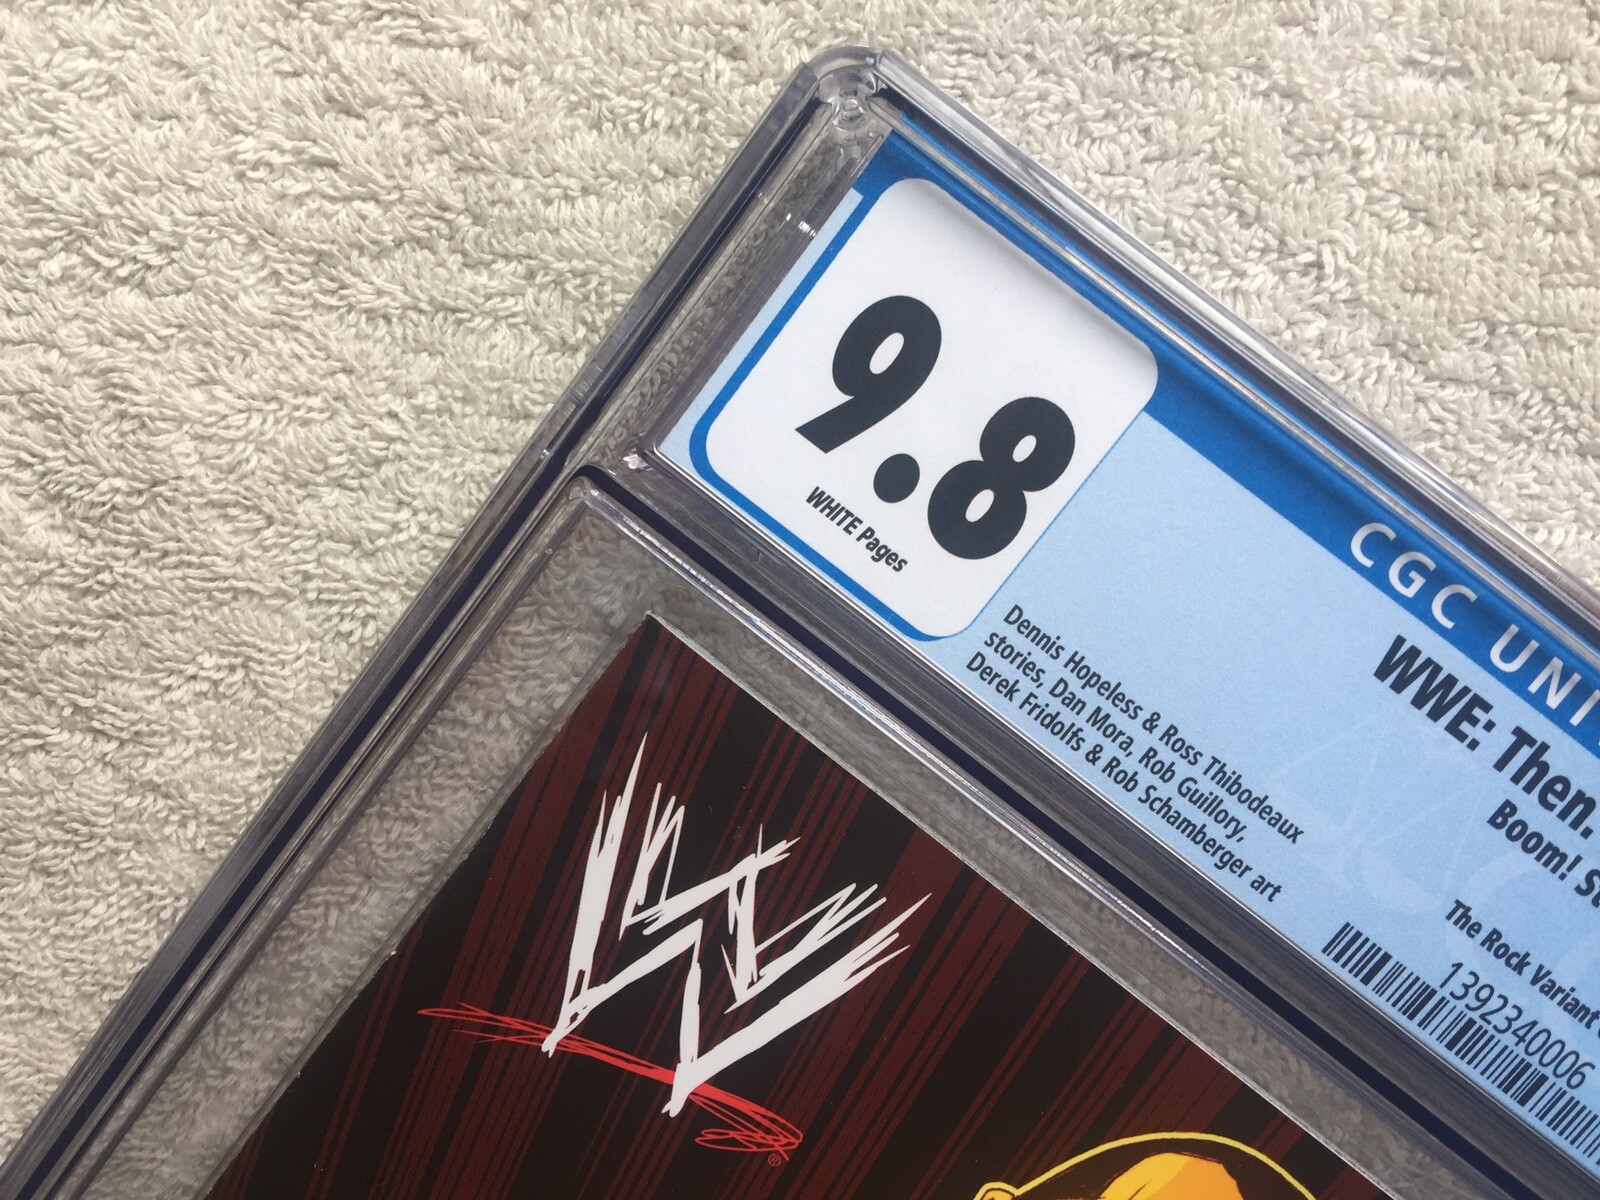 9.8
WHITE Pages
CGC UNI
WWE: Then.
Boom!
The Rock Variant
Dennis Hopeless & Ross Thibodeaux
stories, Dan Mora, Rob Guillory,
Derek Fridolfs & Rob Schamberger art
1392340006
W
®